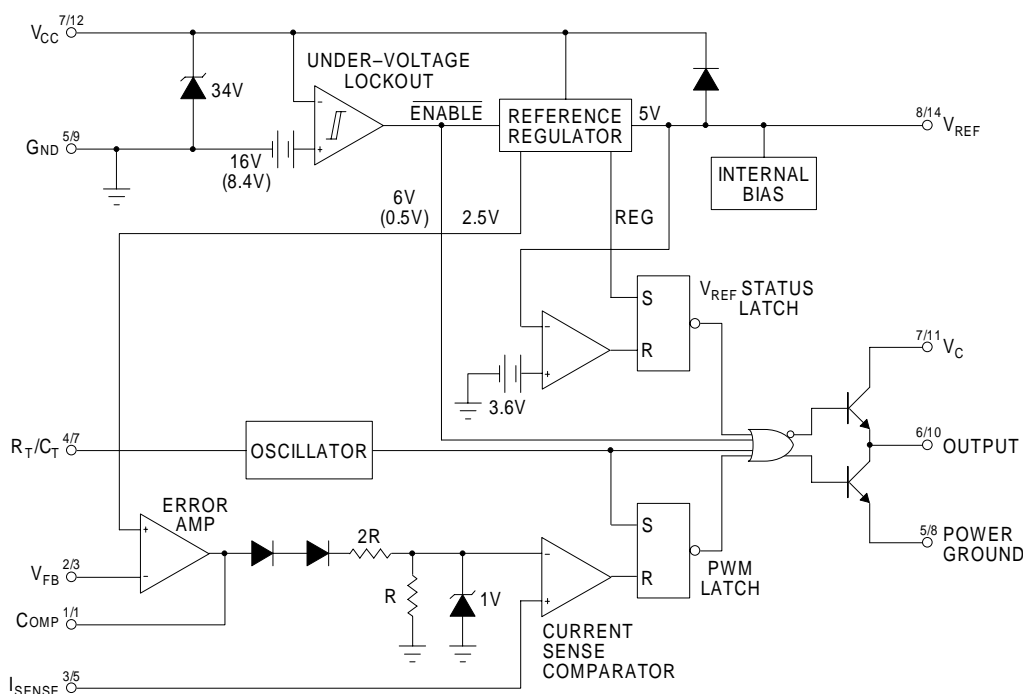 7/12
VCC
UNDER–VOLTAGE
LOCKOUT
34V
ENABLE
REFERENCE
REGULATOR
5V
8/14
VREF
5/9
GND
–
+
16V
(8.4V)
INTERNAL
BIAS
6V
(0.5V)
2.5V
REG
VREF STATUS
LATCH
S
R
–
+
3.6V
7/11
VC
RT/CT 4/7
OSCILLATOR
6/10
OUTPUT
ERROR
AMP
+
–
2R
R
1V
–
+
S
R
PWM
LATCH
5/8
POWER
GROUND
VFB 2/3
COMP 1/1
CURRENT
SENSE
COMPARATOR
ISENSE 3/5